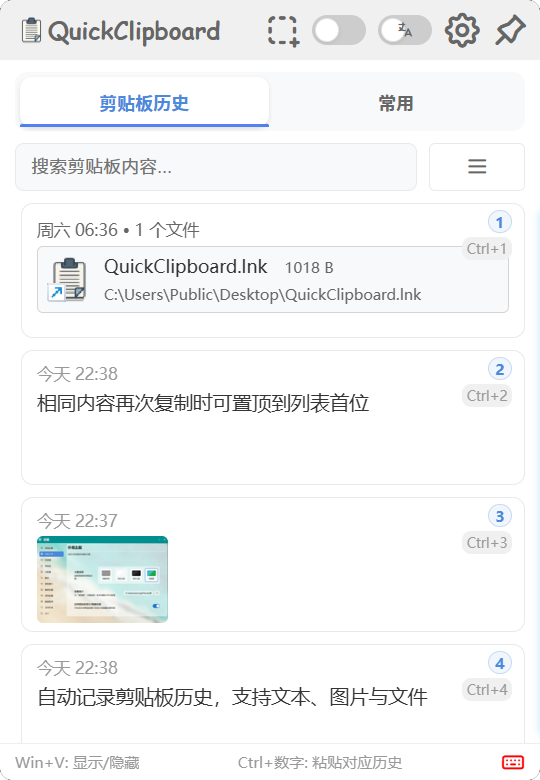 QuickClipboard
剪贴板历史
常用
搜索剪贴板内容...
周六 06:36 • 1 个文件
1
Ctrl+1
QuickClipboard.lnk 1018 B
C:\Users\Public\Desktop\QuickClipboard.lnk
今天 22:38
2
Ctrl+2
相同内容再次复制时可置顶到列表首位
今天 22:37
3
Ctrl+3
今天 22:38
4
Ctrl+4
自动记录剪贴板历史，支持文本、图片与文件
Win+V: 显示/隐藏
Ctrl+数字: 粘贴对应历史